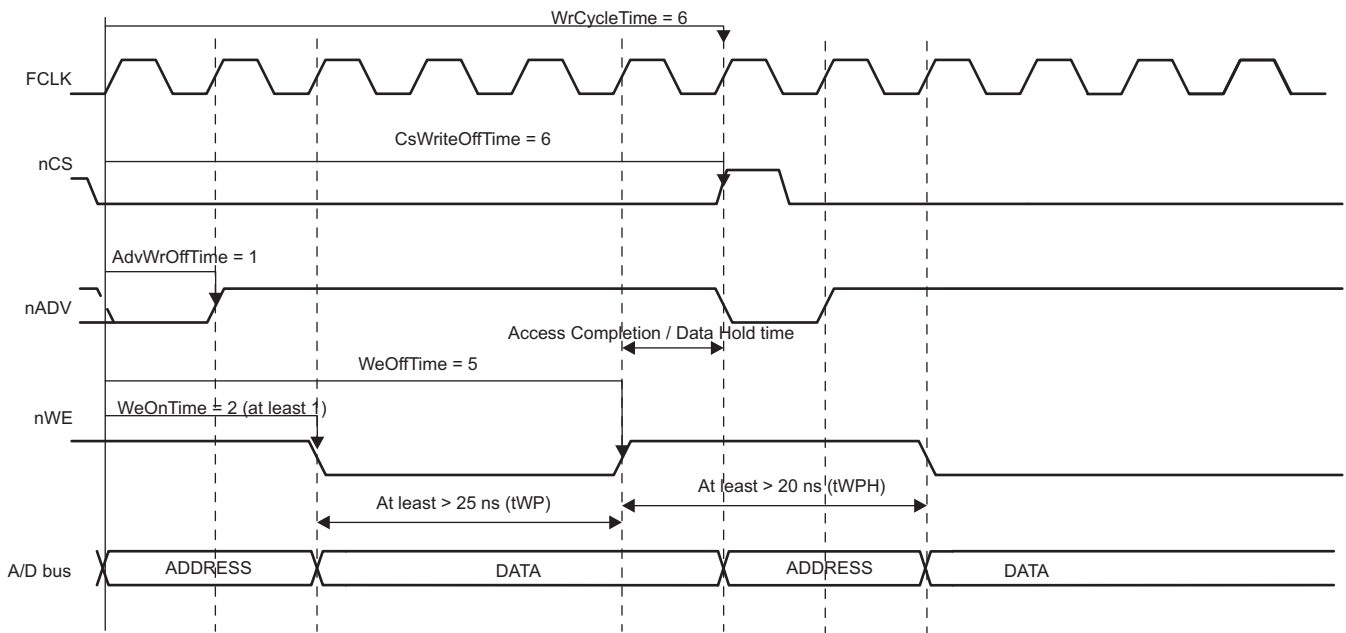 WrCycleTime = 6
FCLK
CsWriteOffTime = 6
nCS
AdvWrOffTime = 1
nADV
Access Completion / Data Hold time
WeOffTime = 5
WeOnTime = 2 (at least 1)
nWE
At least > 25 ns (tWP)
At least > 20 ns (tWPH)
A/D bus
ADDRESS
DATA
ADDRESS
DATA